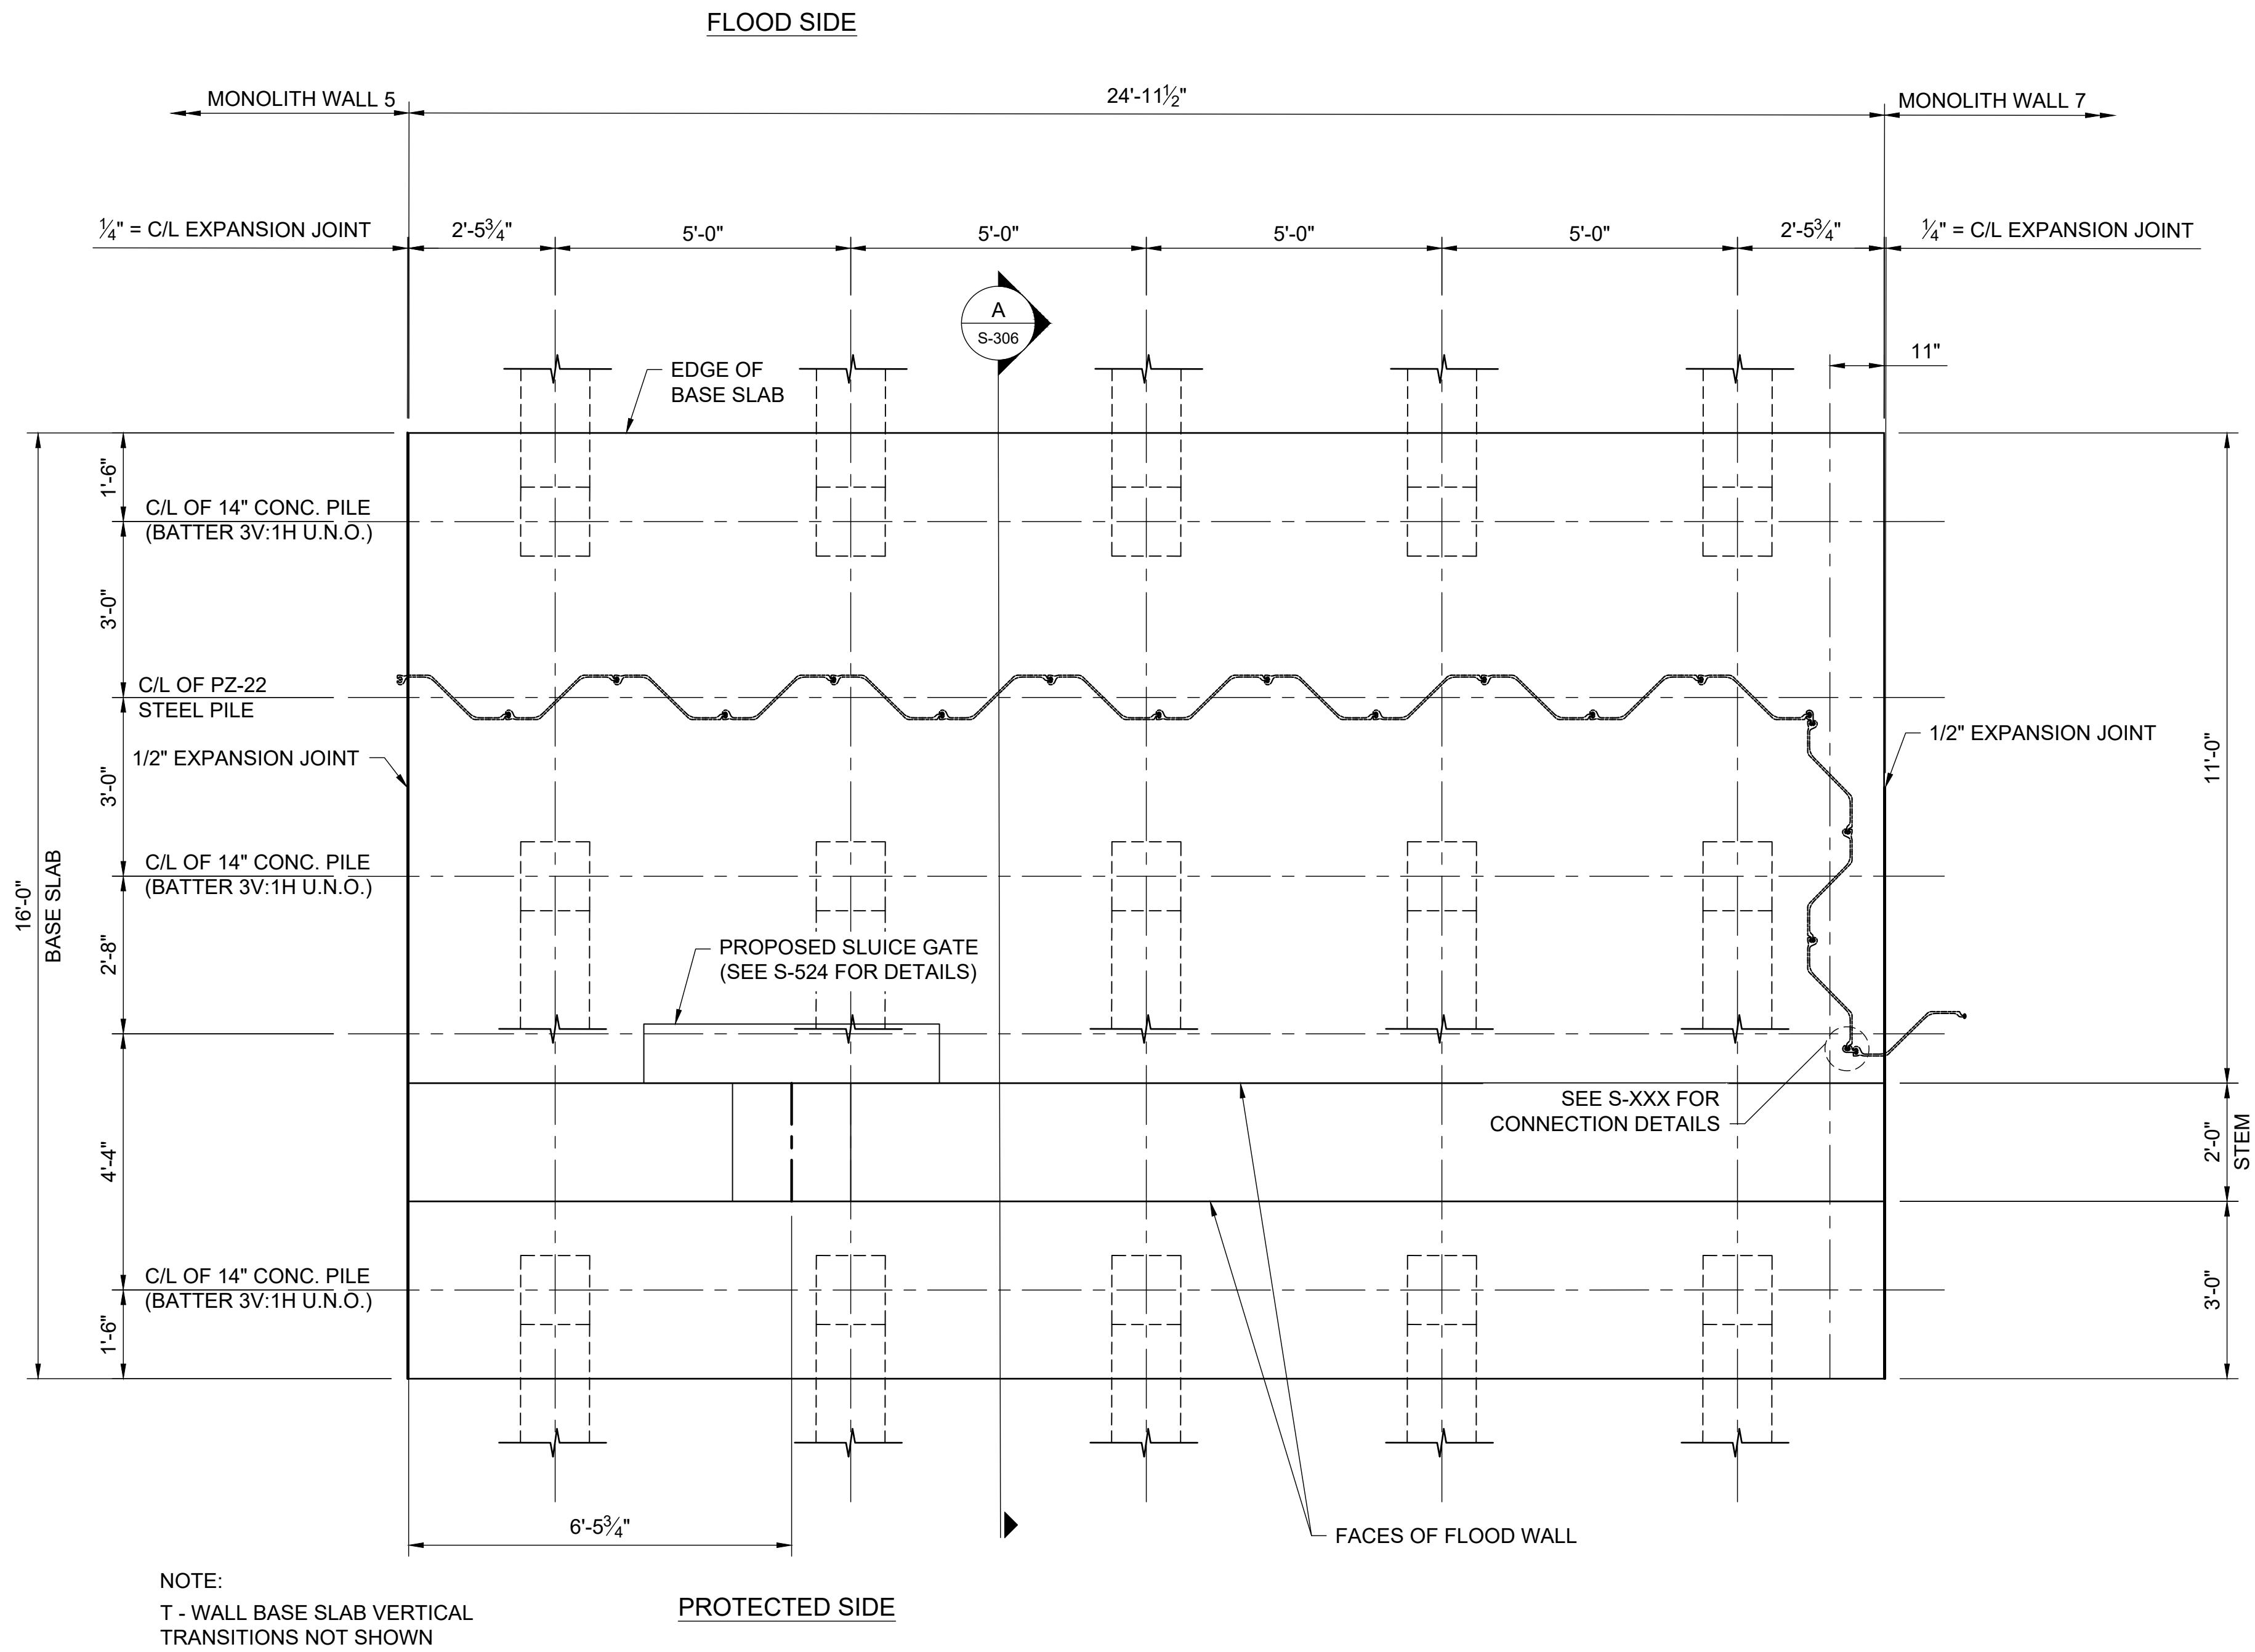 FLOOD SIDE
MONOLITH WALL 5
24'-11½"
MONOLITH WALL 7
¼" = C/L EXPANSION JOINT
2'-5¾"
5'-0"
5'-0"
5'-0"
5'-0"
2'-5¾"
¼" = C/L EXPANSION JOINT
A
S-306
11"
EDGE OF
BASE SLAB
1'-6"
C/L OF 14" CONC. PILE
(BATTER 3V:1H U.N.O.)
3'-0"
C/L OF PZ-22
STEEL PILE
1/2" EXPANSION JOINT
1/2" EXPANSION JOINT
3'-0"
11'-0"
C/L OF 14" CONC. PILE
(BATTER 3V:1H U.N.O.)
16'-0"
BASE SLAB
2'-8"
PROPOSED SLUICE GATE
(SEE S-524 FOR DETAILS)
SEE S-XXX FOR
CONNECTION DETAILS
4'-4"
2'-0"
STEM
C/L OF 14" CONC. PILE
(BATTER 3V:1H U.N.O.)
1'-6"
3'-0"
6'-5¾"
FACES OF FLOOD WALL
NOTE:
T - WALL BASE SLAB VERTICAL
TRANSITIONS NOT SHOWN
PROTECTED SIDE